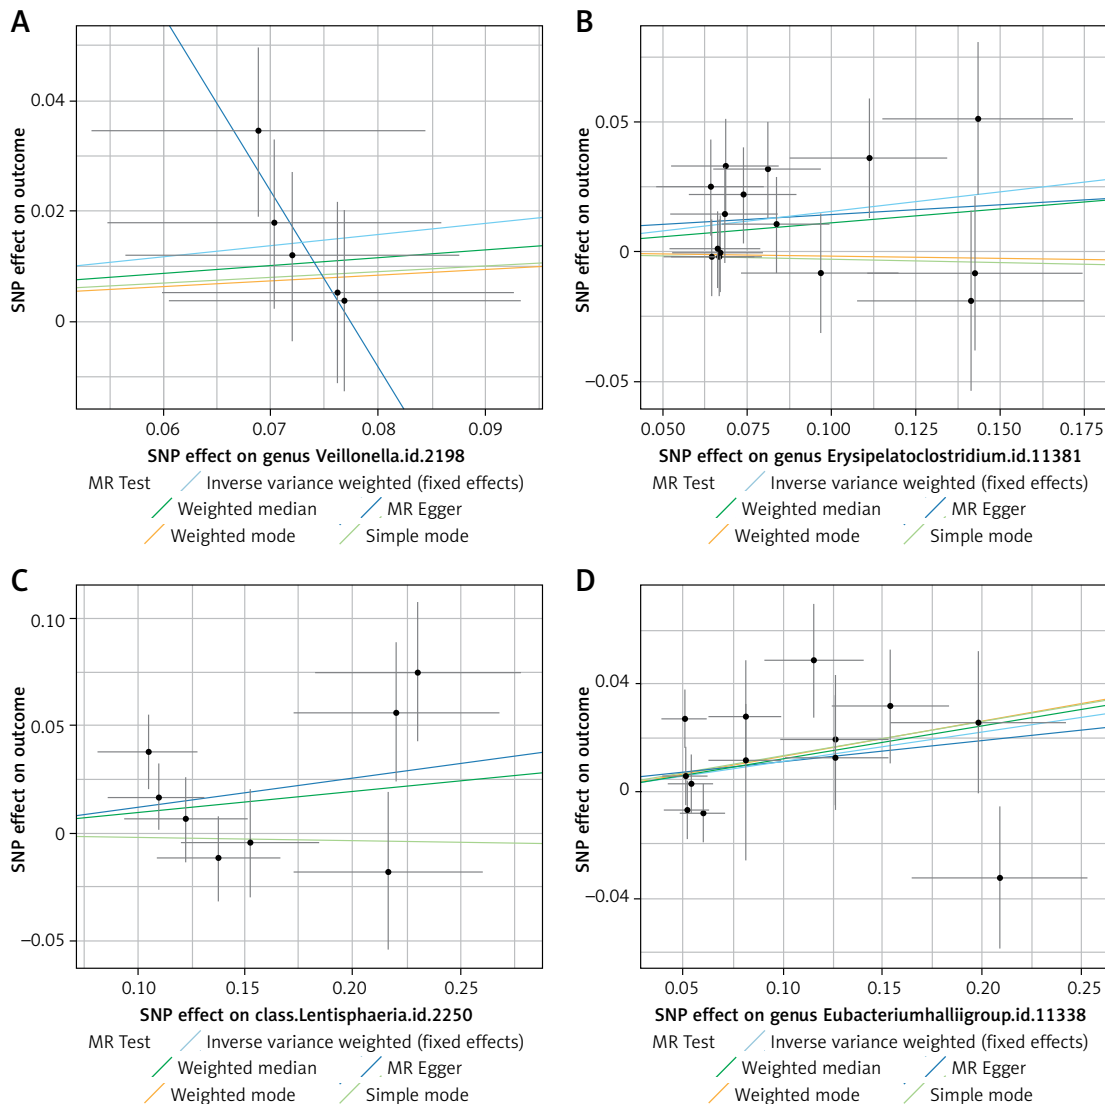 A
SNP effect on outcome
0.04
0.02
0
0.06 0.07 0.08 0.09
SNP effect on genus Veillonella.id.2198
MR Test Inverse variance weighted (fixed effects)
Weighted median MR Egger
Weighted mode Simple mode
B
SNP effect on outcome
0.05
0
–0.05
0.050 0.075 0.100 0.125 0.150 0.175
SNP effect on genus Erysipelatoclostridium.id.11381
MR Test Inverse variance weighted (fixed effects)
Weighted median MR Egger
Weighted mode Simple mode
C
SNP effect on outcome
0.10
0.05
0
–0.05
0.10 0.15 0.20 0.25
SNP effect on class.Lentisphaeria.id.2250
MR Test Inverse variance weighted (fixed effects)
Weighted median MR Egger
Weighted mode Simple mode
D
SNP effect on outcome
0.04
0
–0.04
0.05 0.10 0.15 0.20 0.25
SNP effect on genus Eubacteriumhalliigroup.id.11338
MR Test Inverse variance weighted (fixed effects)
Weighted median MR Egger
Weighted mode Simple mode